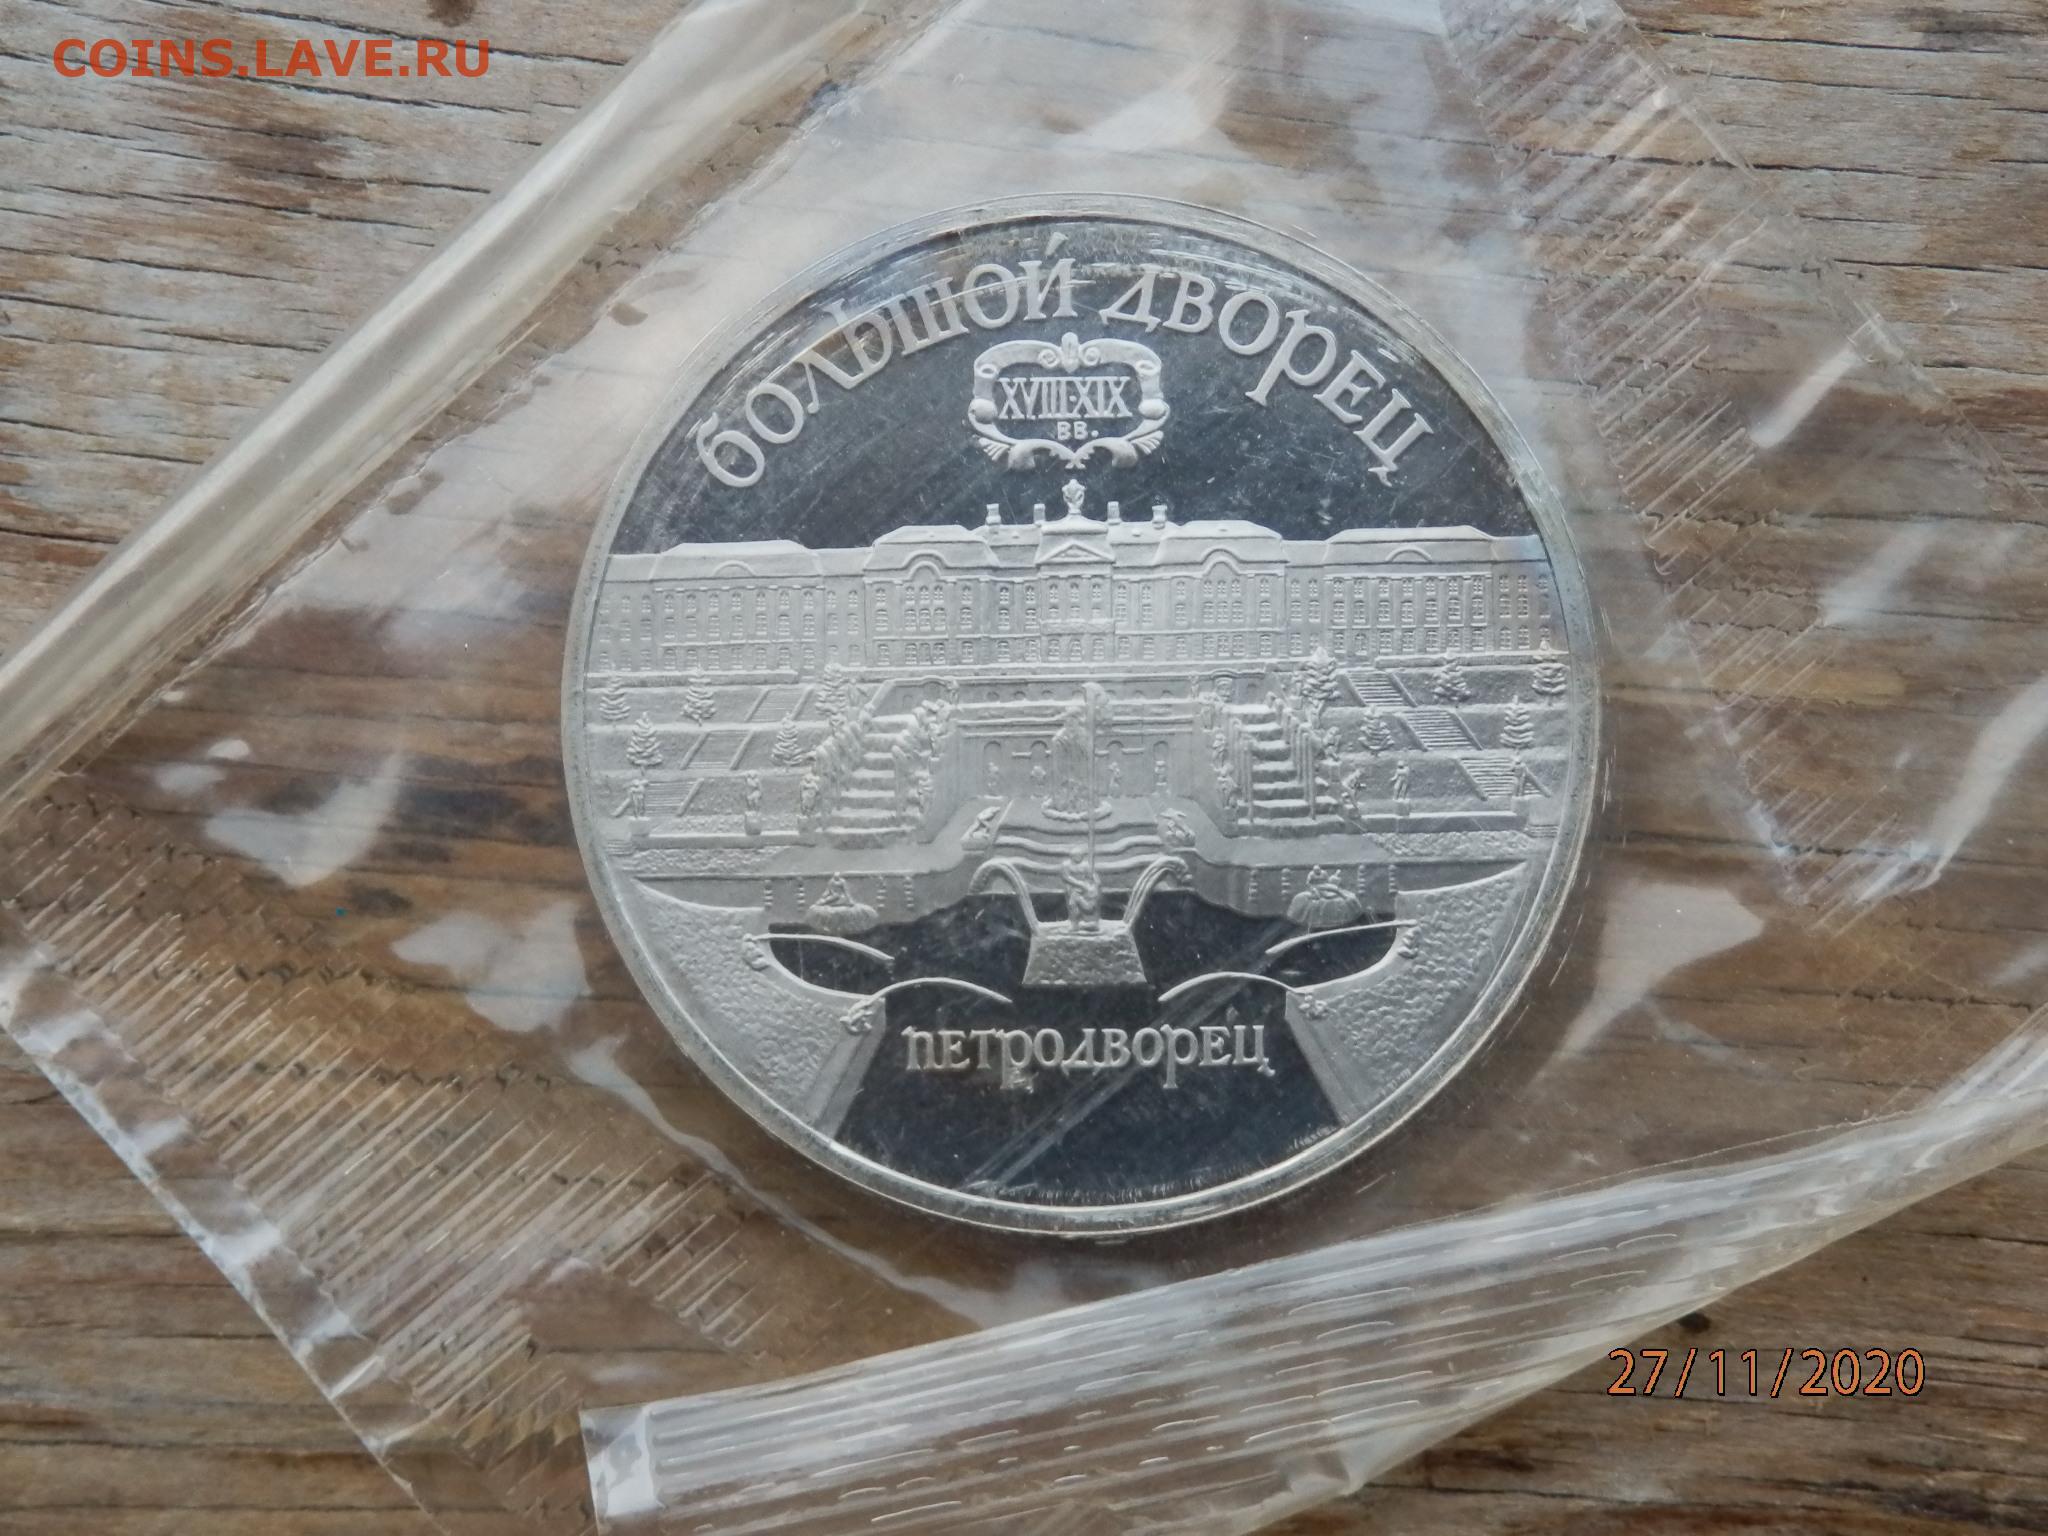 COINS.LAVE.RU
БОЛЬШОЙ ДВОРЕЦ
XVIII-XIX
ВВ.
ПЕТРОДВОРЕЦ
27/11/2020